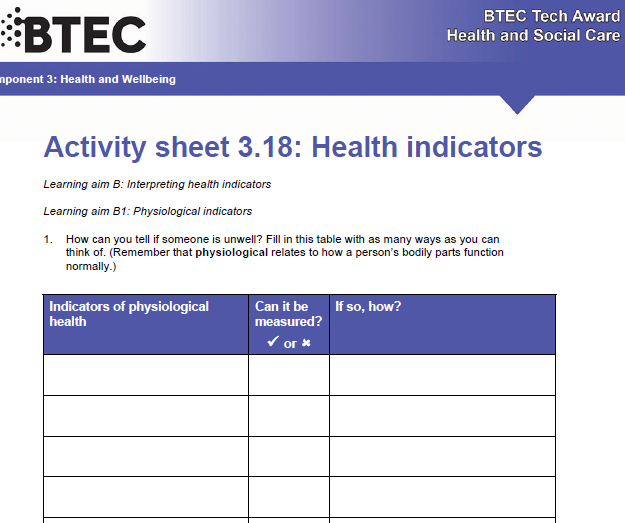 BTEC
BTEC Tech Award
Health and Social Care
mponent 3: Health and Wellbeing
Activity sheet 3.18: Health indicators
Learning aim B: Interpreting health indicators
Learning aim B1: Physiological indicators
1. How can you tell if someone is unwell? Fill in this table with as many ways as you can
think of. (Remember that physiological relates to how a person's bodily parts function
normally.)
Indicators of physiological
health
Can it be
measured?
✓ or ✖
If so, how?